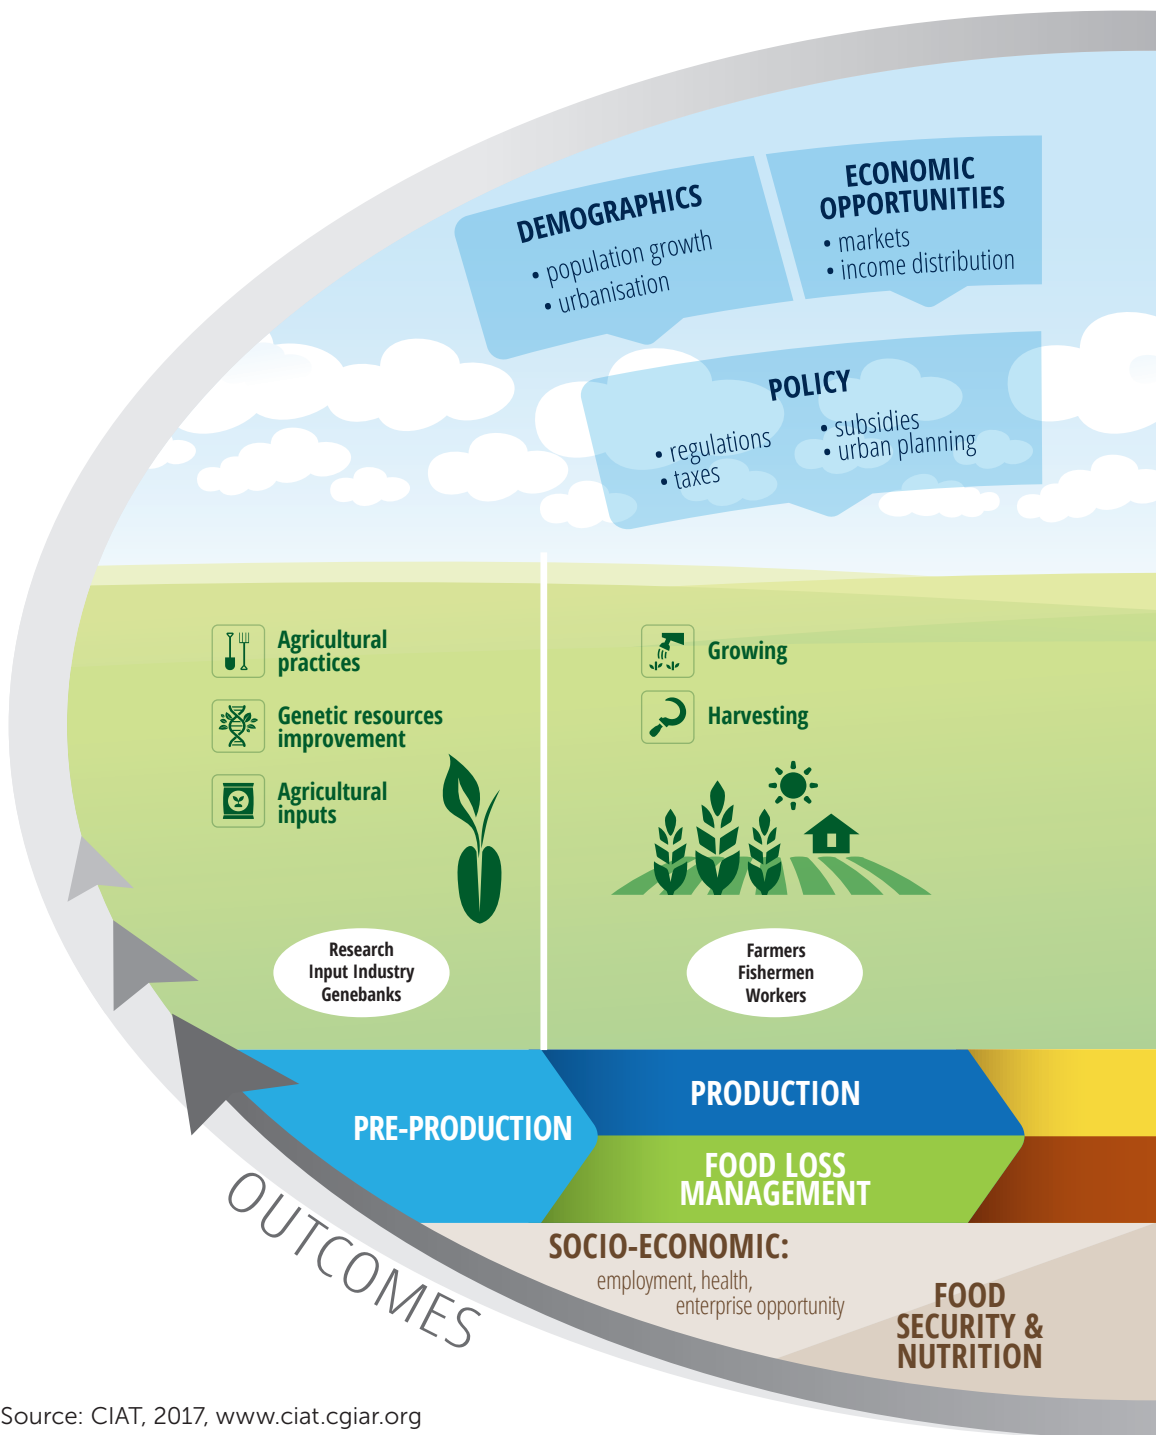 DEMOGRAPHICS
• population growth
• urbanisation
ECONOMIC
OPPORTUNITIES
• markets
• income distribution
POLICY
• regulations
• taxes
• subsidies
• urban planning
Agricultural
practices
Genetic resources
improvement
Agricultural
inputs
Growing
Harvesting
Research
Input Industry
Genebanks
Farmers
Fishermen
Workers
PRE-PRODUCTION
PRODUCTION
FOOD LOSS
MANAGEMENT
OUTCOMES
SOCIO-ECONOMIC:
employment, health,
enterprise opportunity
FOOD
SECURITY &
NUTRITION
Source: CIAT, 2017, www.ciat.cgiar.org